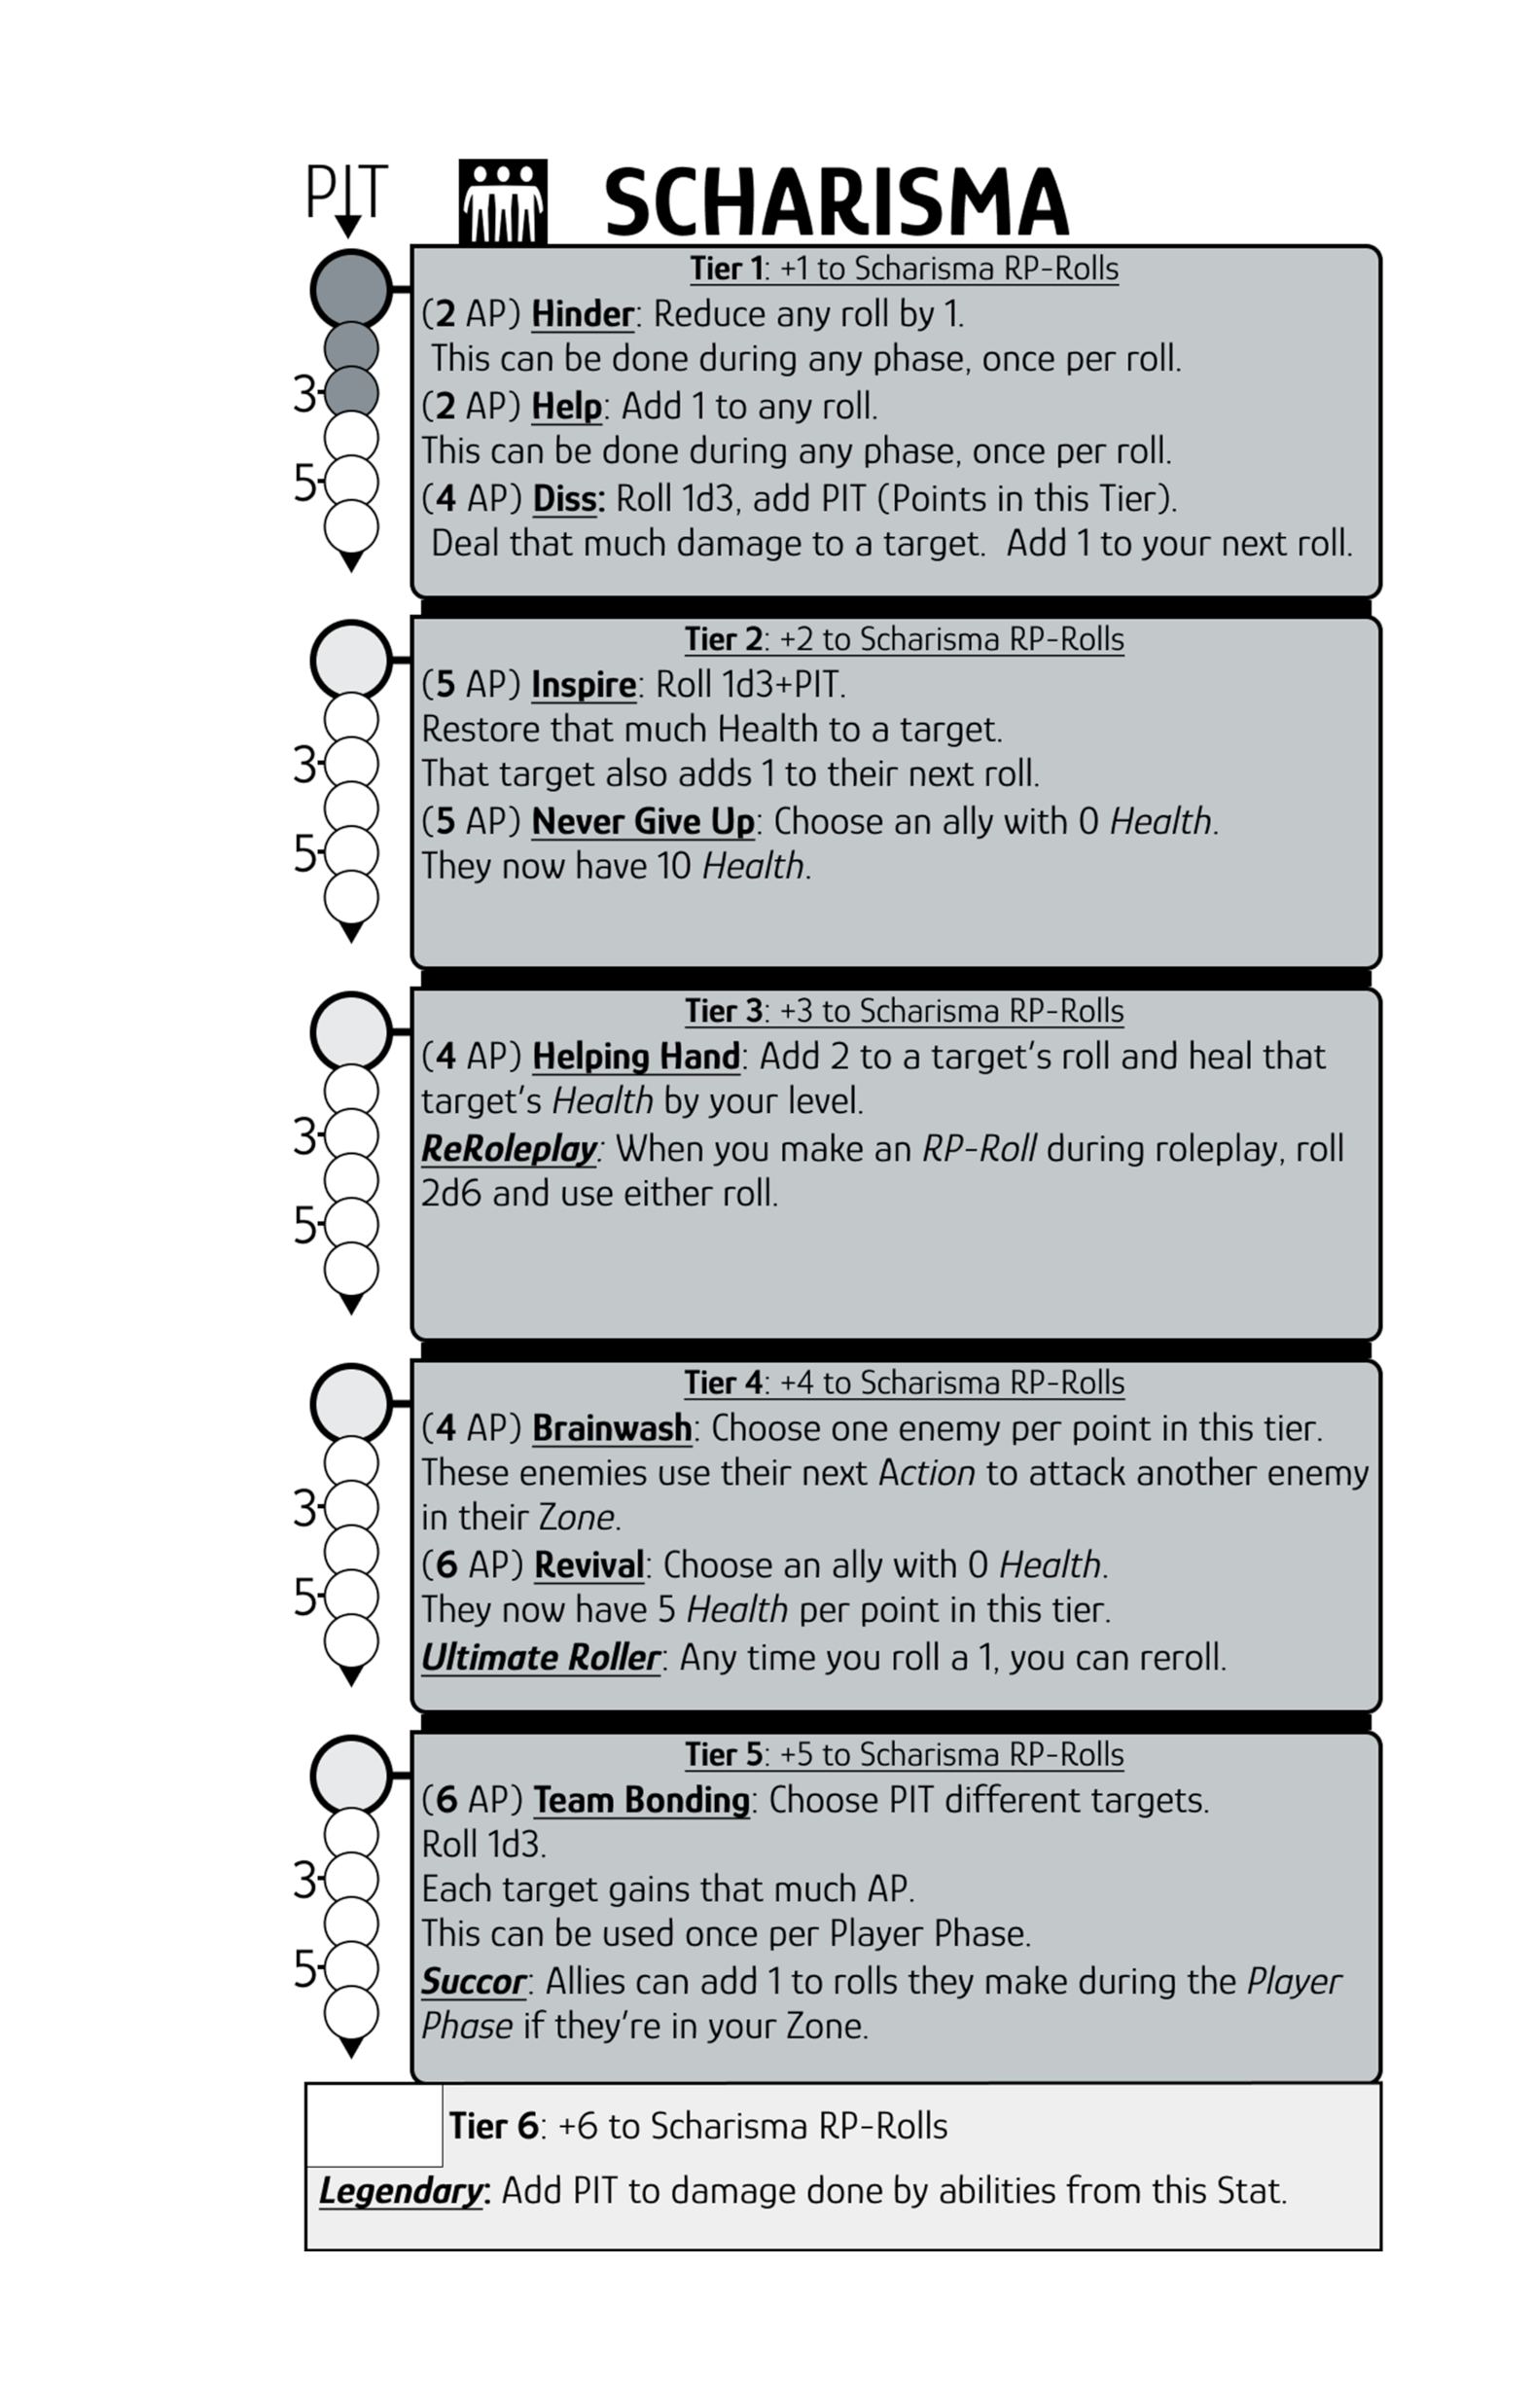 PIT
SCHARISMA
Tier 1: +1 to Scharisma RP-Rolls
(2 AP) Hinder: Reduce any roll by 1.
This can be done during any phase, once per roll.
(2 AP) Help: Add 1 to any roll.
3
This can be done during any phase, once per roll.
5
(4 AP) Diss: Roll 1d3, add PIT (Points in this Tier).
Deal that much damage to a target. Add 1 to your next roll.
Tier 2: +2 to Scharisma RP-Rolls
(5 AP) Inspire: Roll 1d3+PIT.
Restore that much Health to a target.
3
That target also adds 1 to their next roll.
(5 AP) Never Give Up: Choose an ally with 0 Health.
5
They now have 10 Health.
Tier 3: +3 to Scharisma RP-Rolls
(4 AP) Helping Hand: Add 2 to a target's roll and heal that
target's Health by your level.
3
ReRoleplay: When you make an RP-Roll during roleplay, roll
2d6 and use either roll.
5
Tier 4: +4 to Scharisma RP-Rolls
(4 AP) Brainwash: Choose one enemy per point in this tier.
These enemies use their next Action to attack another enemy
3
in their Zone.
(6 AP) Revival: Choose an ally with 0 Health.
5
They now have 5 Health per point in this tier.
Ultimate Roller: Any time you roll a 1, you can reroll.
Tier 5: +5 to Scharisma RP-Rolls
(6 AP) Team Bonding: Choose PIT different targets.
Roll 1d3.
3
Each target gains that much AP.
This can be used once per Player Phase.
5
Succor: Allies can add 1 to rolls they make during the Player
Phase if they're in your Zone.
Tier 6: +6 to Scharisma RP-Rolls
Legendary: Add PIT to damage done by abilities from this Stat.